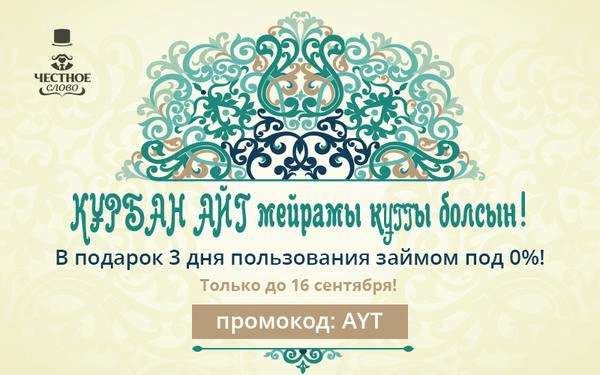 ЧЕСТНОЕ
СЛОВО
ҚҰРБАН АЙТ мейрамы құтты болсын!
В подарок 3 дня пользования займом под 0%!
Только до 16 сентября!
промокод: AYT